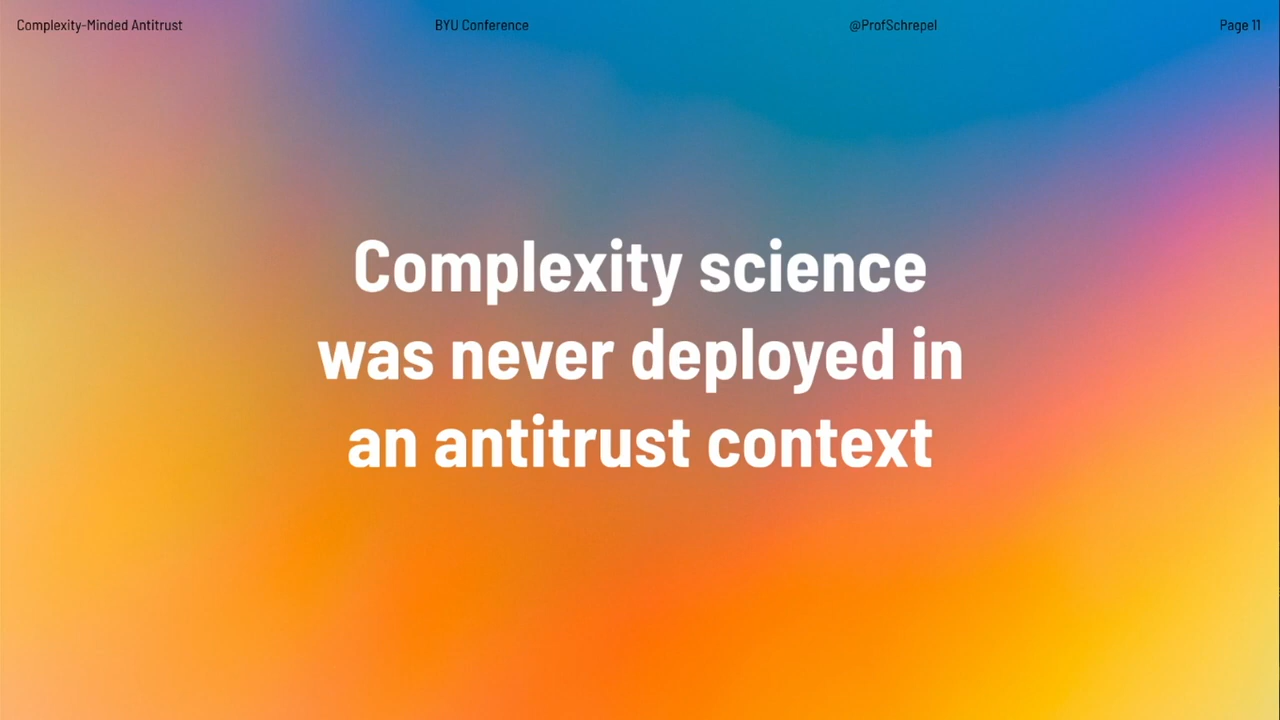 Complexity-Minded Antitrust
BYU Conference
@ProfSchrepel
Page 11
Complexity science
was never deployed in
an antitrust context